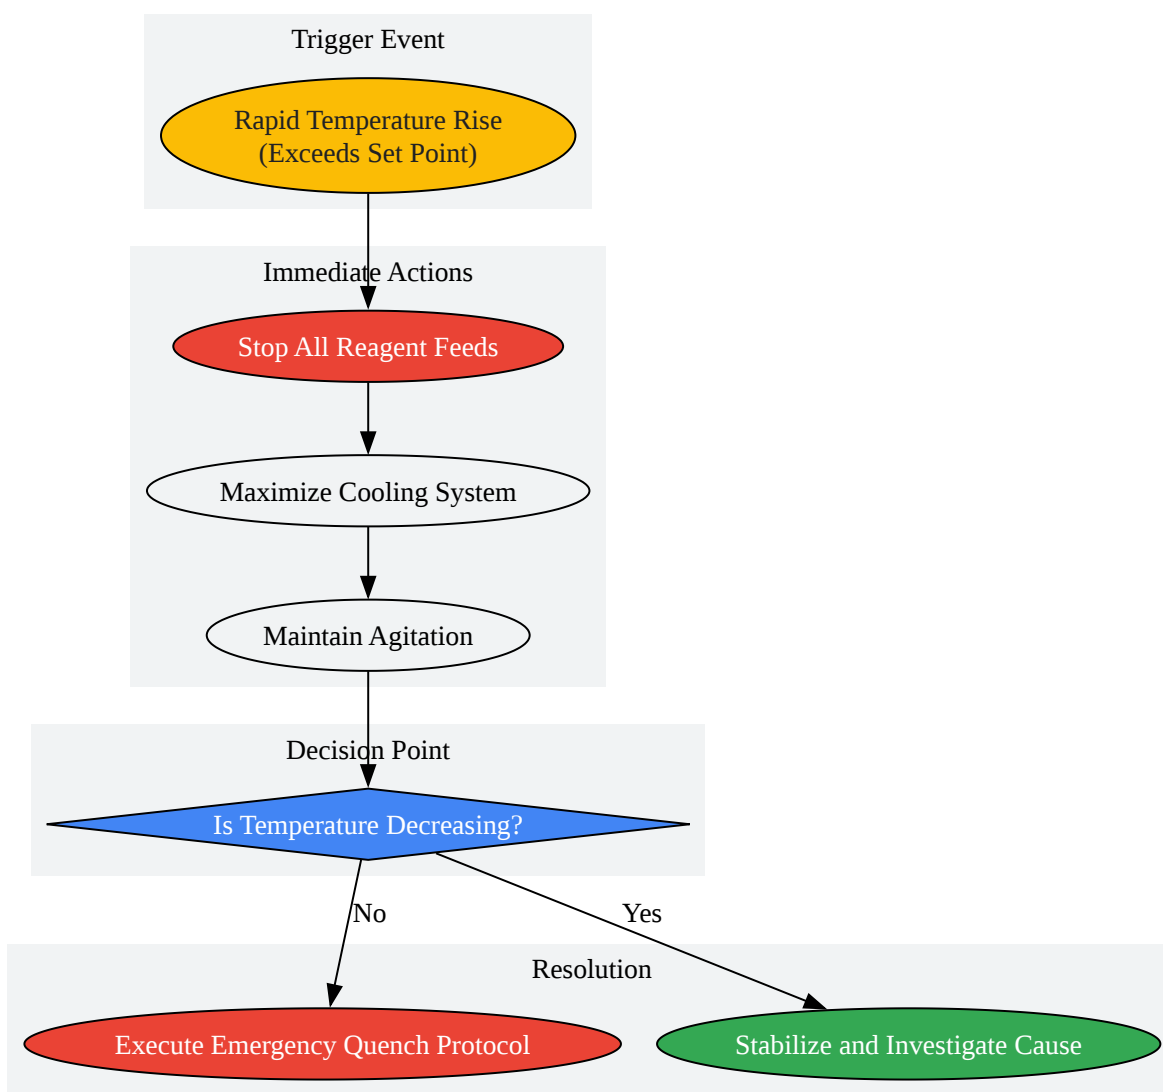 Trigger Event
Rapid Temperature Rise
(Exceeds Set Point)
Immediate Actions
Stop All Reagent Feeds
Maximize Cooling System
Maintain Agitation
Decision Point
Is Temperature Decreasing?
No
Yes
Resolution
Execute Emergency Quench Protocol
Stabilize and Investigate Cause